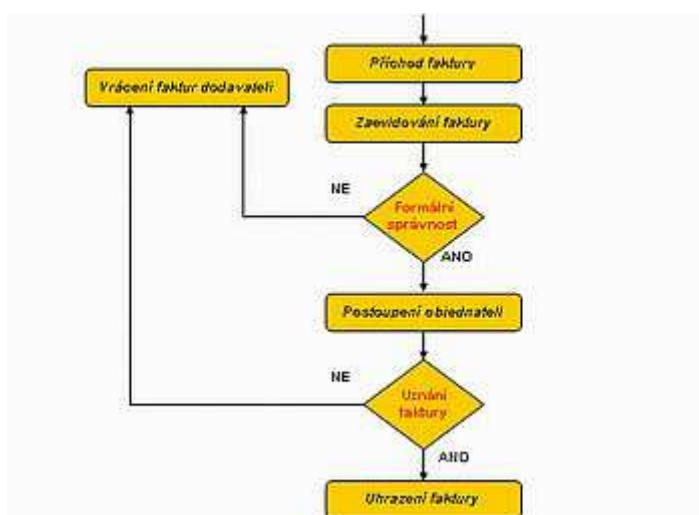 Příchod faktury
Vrácení faktur dodavateli
Zaevidování faktury
NE
Formální
správnost
ANO
Postoupení objednateli
NE
Uznání
faktury
ANO
Uhrazení faktury